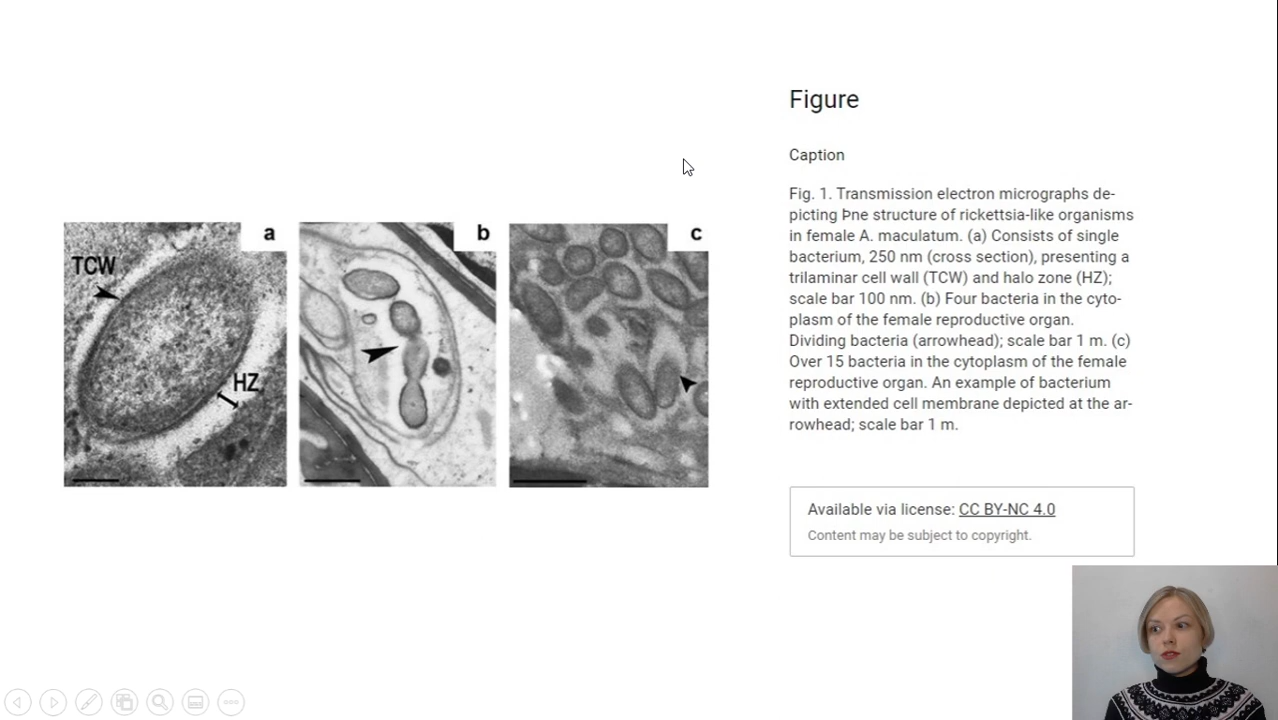 Figure
Caption
a
b
c
TCW
HZ
Fig. 1. Transmission electron micrographs de-
picting Þne structure of rickettsia-like organisms
in female A. maculatum. (a) Consists of single
bacterium, 250 nm (cross section), presenting a
trilaminar cell wall (TCW) and halo zone (HZ);
scale bar 100 nm. (b) Four bacteria in the cyto-
plasm of the female reproductive organ.
Dividing bacteria (arrowhead); scale bar 1 m. (c)
Over 15 bacteria in the cytoplasm of the female
reproductive organ. An example of bacterium
with extended cell membrane depicted at the ar-
rowhead; scale bar 1 m.
Available via license: CC BY-NC 4.0
Content may be subject to copyright.